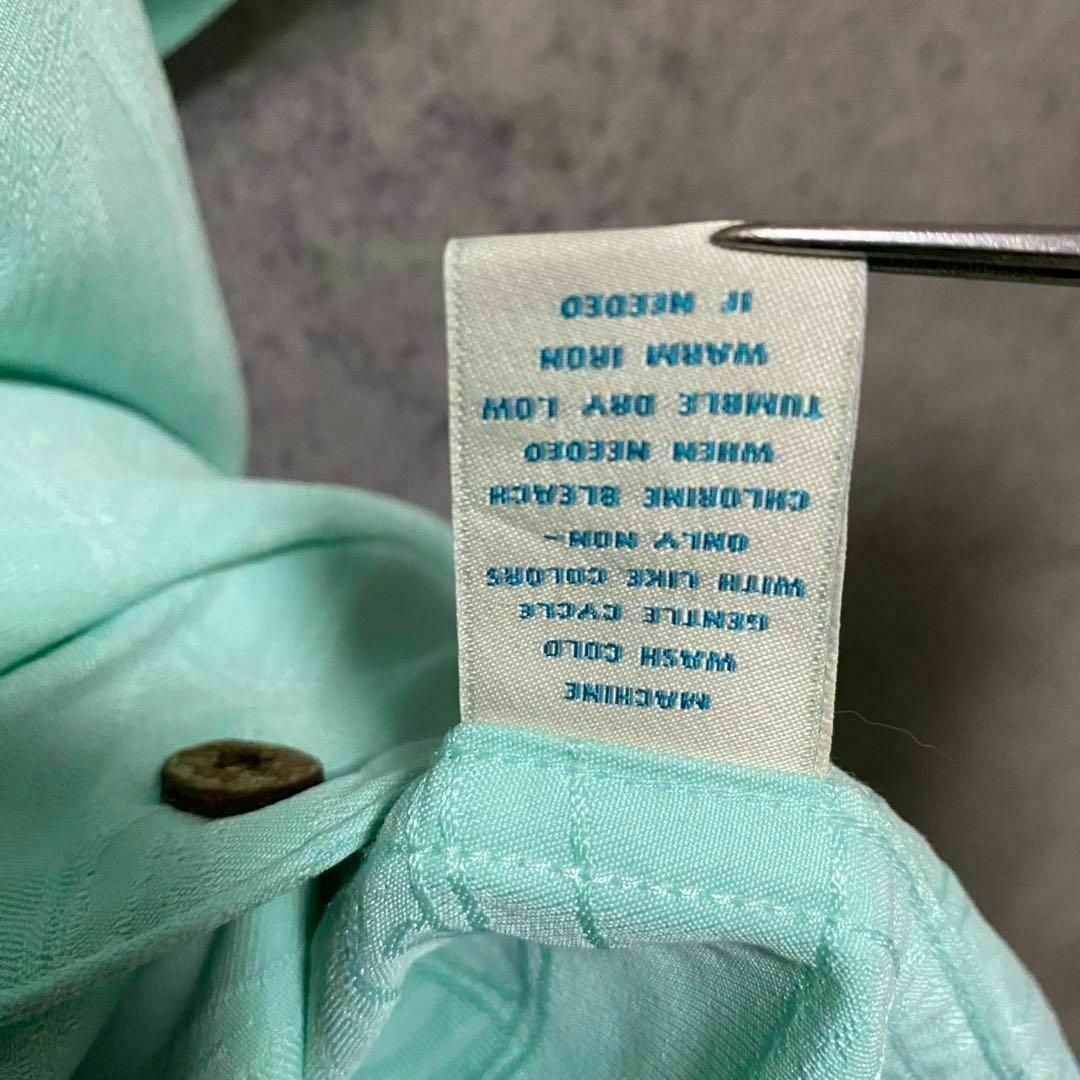 MACHINE
WASH COLD
GENTLE CYCLE
WITH LIKE COLORS
ONLY NON-
CHLORINE BLEACH
WHEN NEEDED
TUMBLE DRY LOW
WARM IRON
IF NEEDED